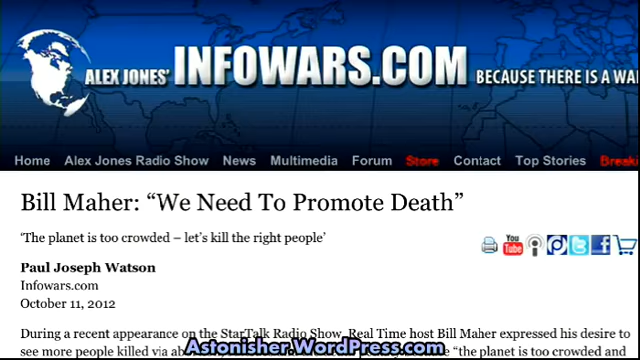 ALEX JONES' INFOWARS.COM BECAUSE THERE IS A WA
Home Alex Jones Radio Show News Multimedia Forum Store Contact Top Stories Breaki
Bill Maher: “We Need To Promote Death”
‘The planet is too crowded – let’s kill the right people’
You Tube
Paul Joseph Watson
Infowars.com
October 11, 2012
During a recent appearance on the StarTalk Radio Show, Real Time host Bill Maher expressed his desire to
see more people killed via “the planet is too crowded and
Astonisher.WordPress.com